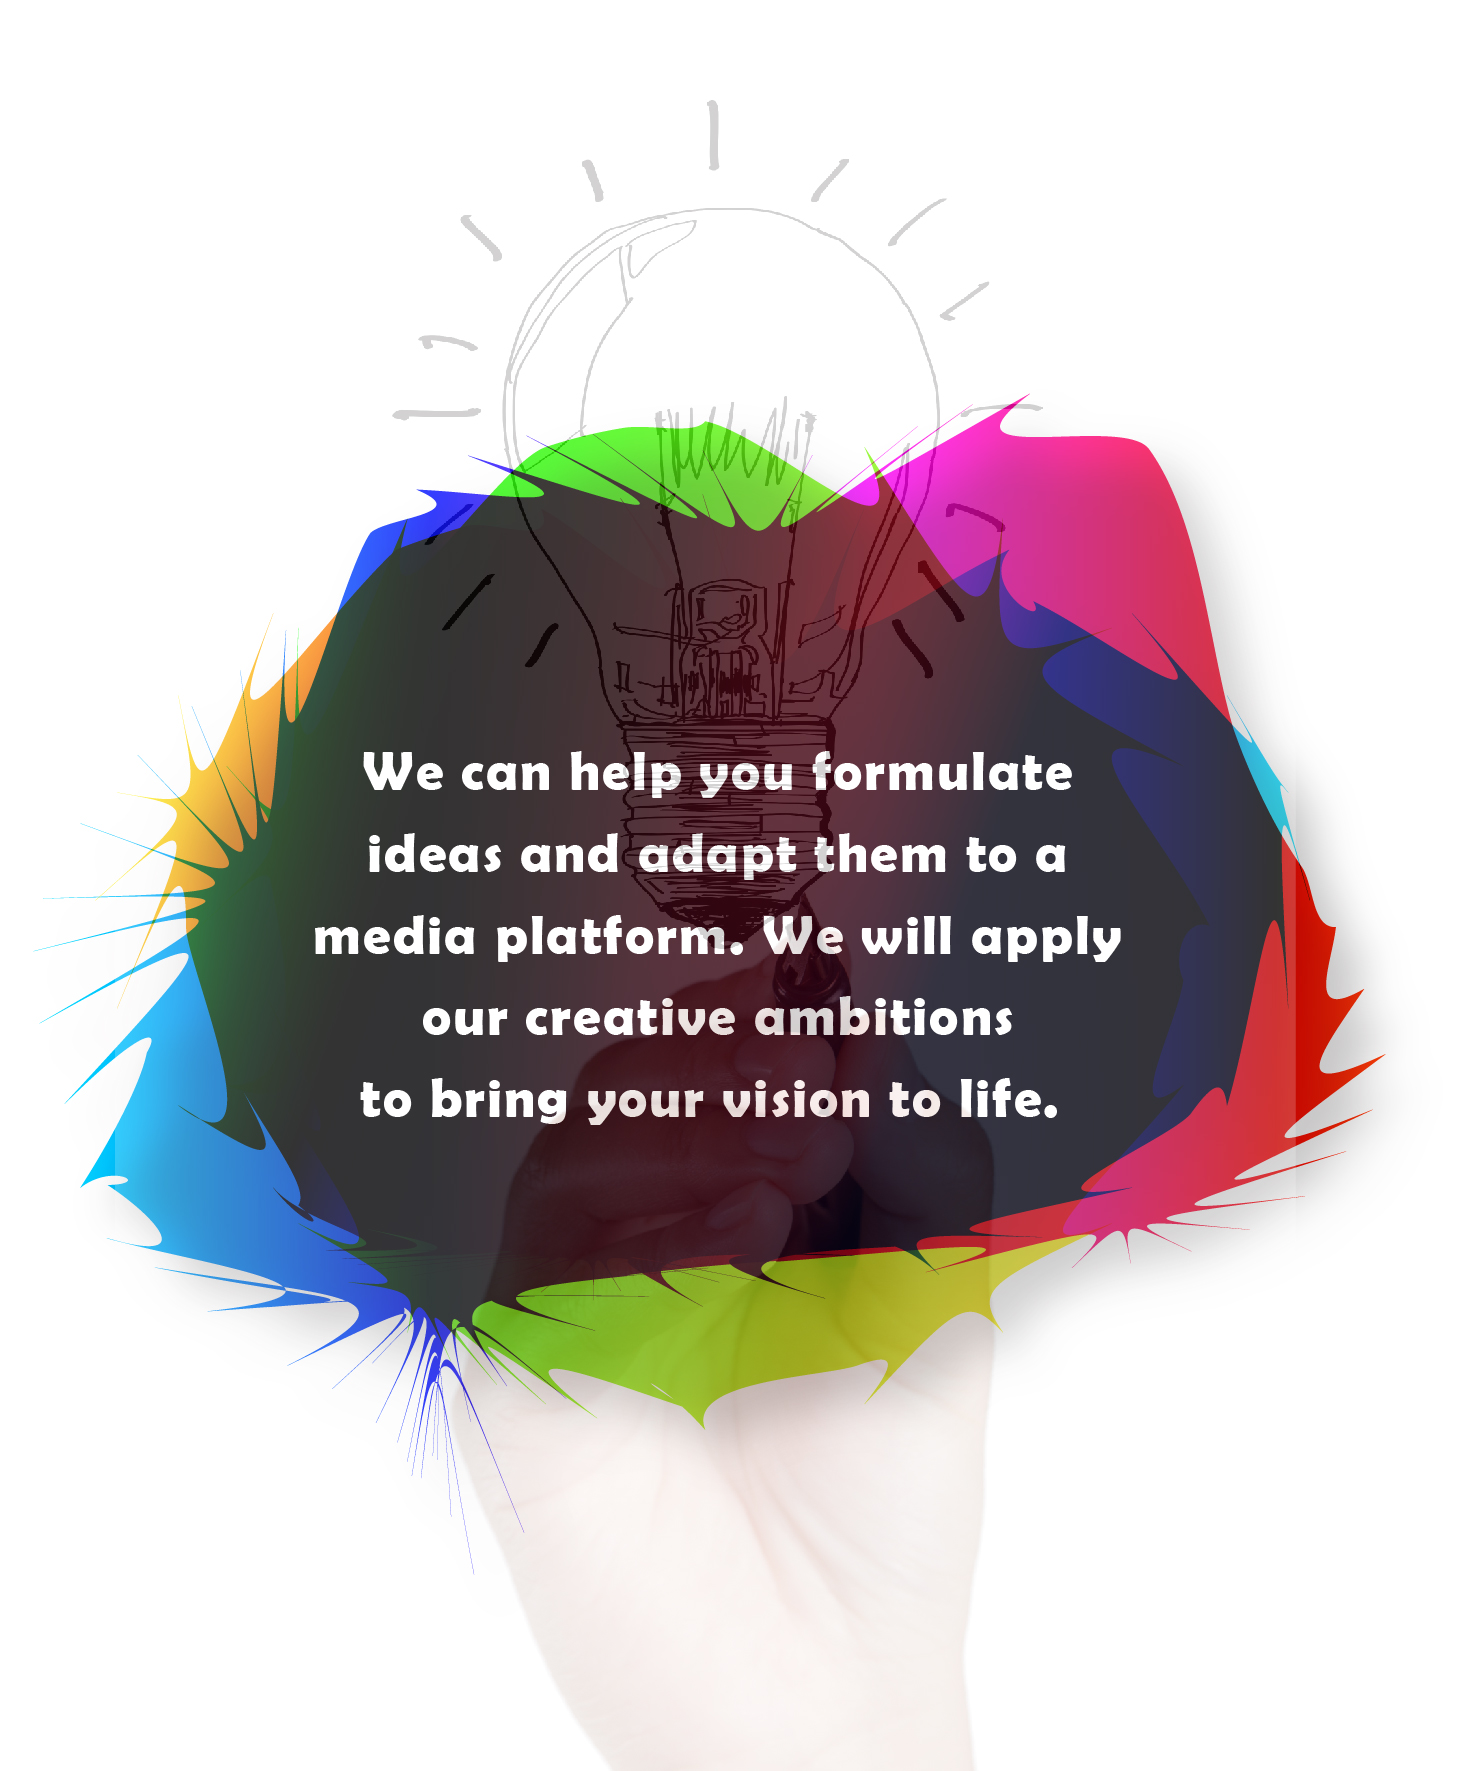 We can help you formulate
ideas and adapt them to a
media platform. We will apply
our creative ambitions
to bring your vision to life.